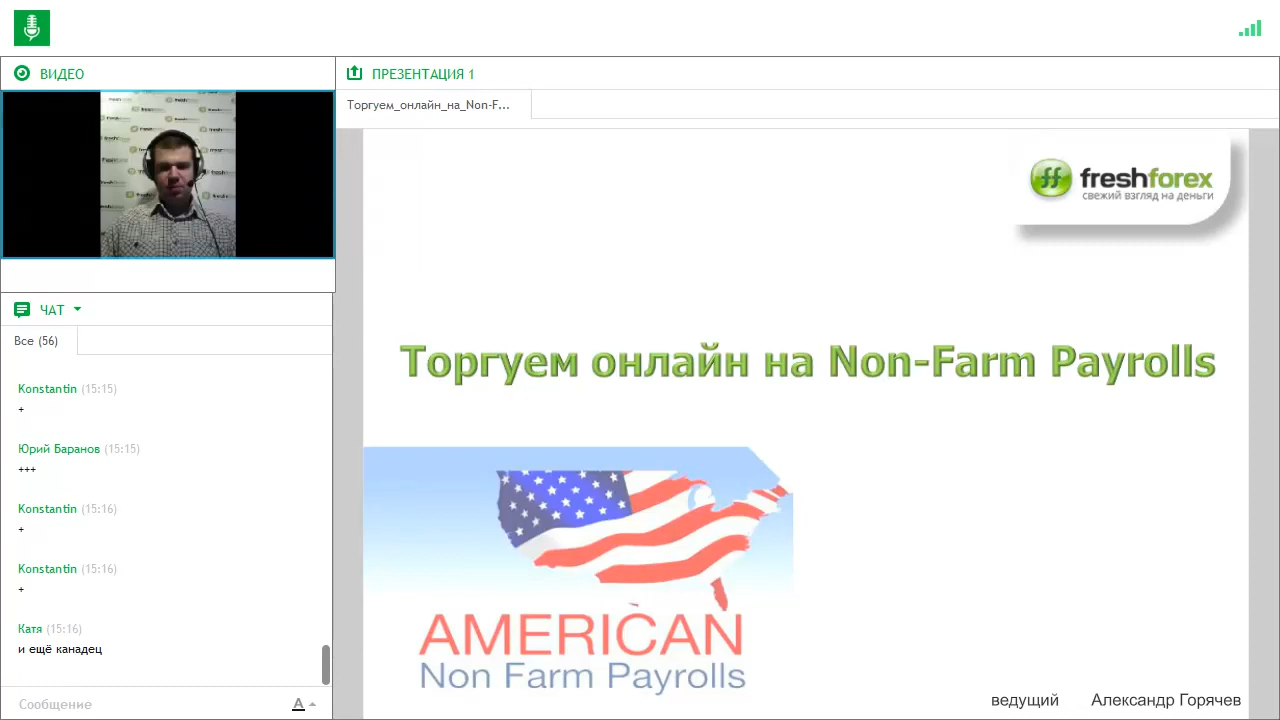 ВИДЕО
ПРЕЗЕНТАЦИЯ 1
Торгуем_онлайн_на_Non-F...
freshforex
свежий взгляд на деньги
Торгуем онлайн на Non-Farm Payrolls
AMERICAN
Non Farm Payrolls
ведущий Александр Горячев
ЧАТ
Все (56)
Konstantin (15:15)
+
Юрий Баранов (15:15)
+++
Konstantin (15:16)
+
Konstantin (15:16)
+
Катя (15:16)
и ещё канадец
Сообщение
A